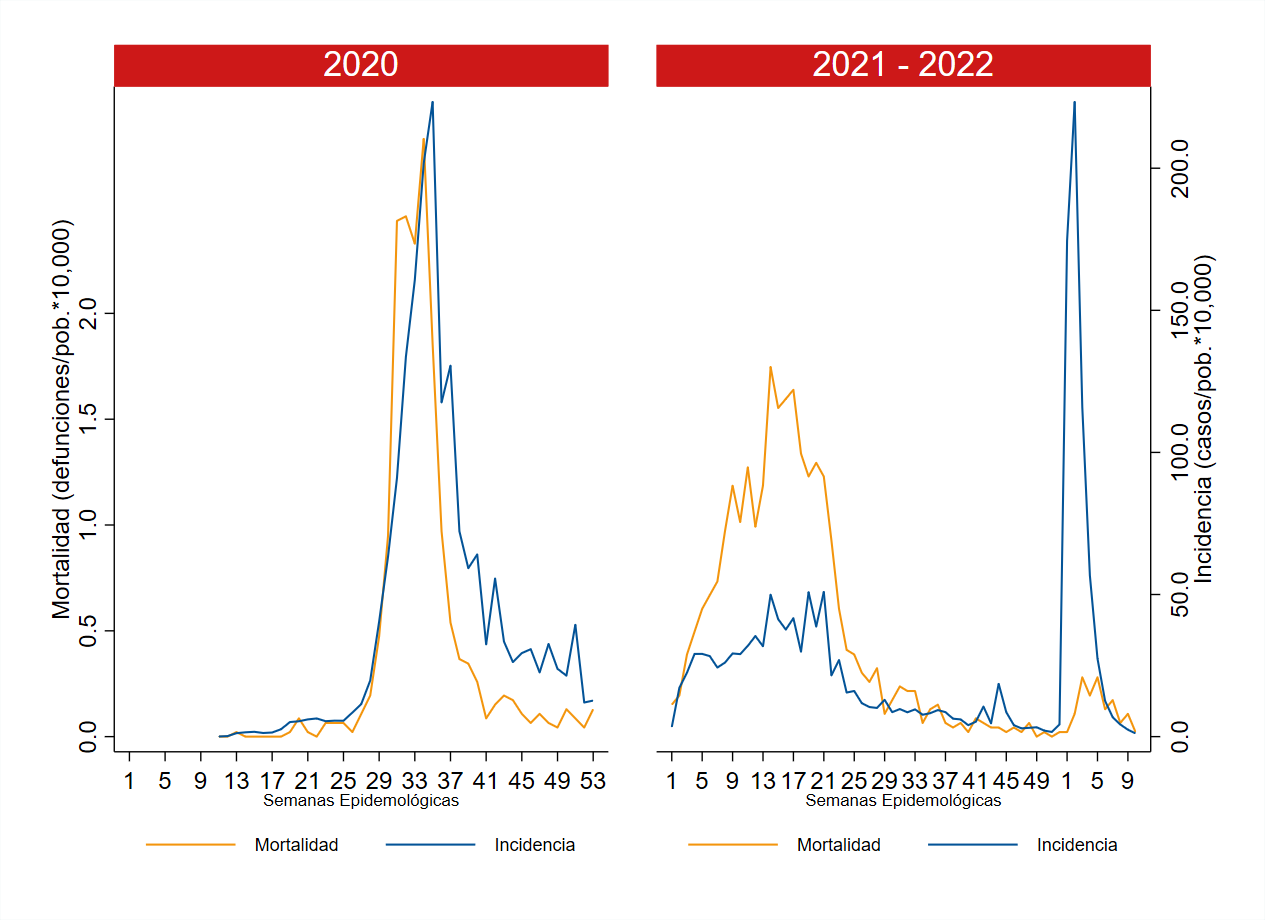 2020
2021 - 2022
Mortalidad (defunciones/pob.*10,000)
0.0 0.5 1.0 1.5 2.0
1 5 9 13 17 21 25 29 33 37 41 45 49 53
Semanas Epidemológicas
Mortalidad Incidencia
1 5 9 13 17 21 25 29 33 37 41 45 49 1 5 9
Semanas Epidemológicas
Mortalidad Incidencia
0.0 50.0 100.0 150.0 200.0
Incidencia (casos/pob.*10,000)